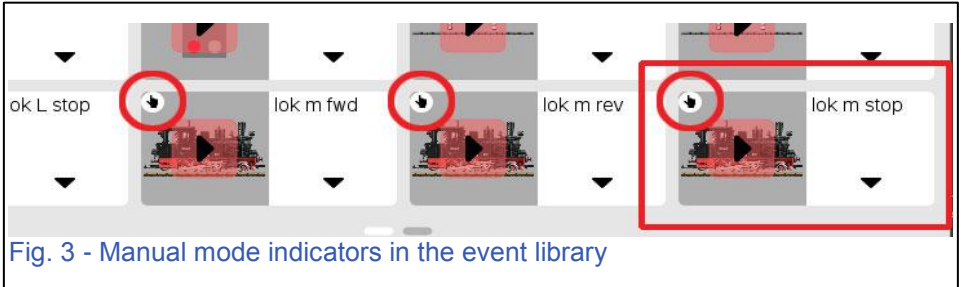 ok L stop lok m fwd lok m rev lok m stop
Fig. 3 - Manual mode indicators in the event library